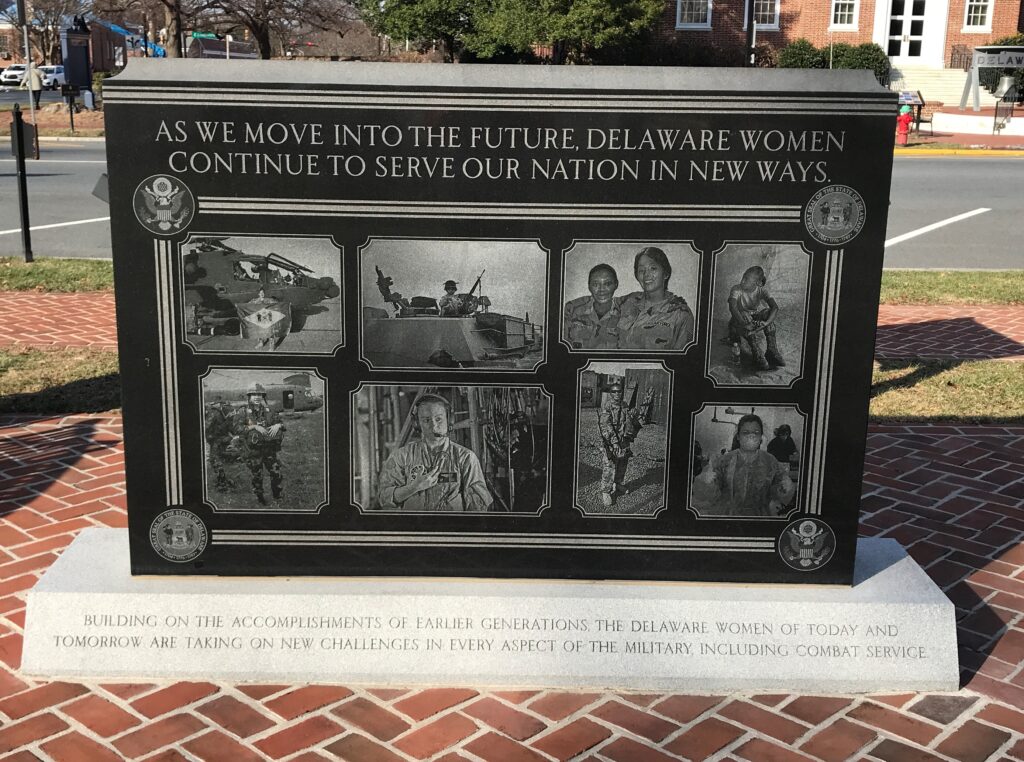 DELAWARE
AS WE MOVE INTO THE FUTURE, DELAWARE WOMEN
CONTINUE TO SERVE OUR NATION IN NEW WAYS.
BUILDING ON THE ACCOMPLISHMENTS OF EARLIER GENERATIONS, THE DELAWARE WOMEN OF TODAY AND
TOMORROW ARE TAKING ON NEW CHALLENGES IN EVERY ASPECT OF THE MILITARY, INCLUDING COMBAT SERVICE.